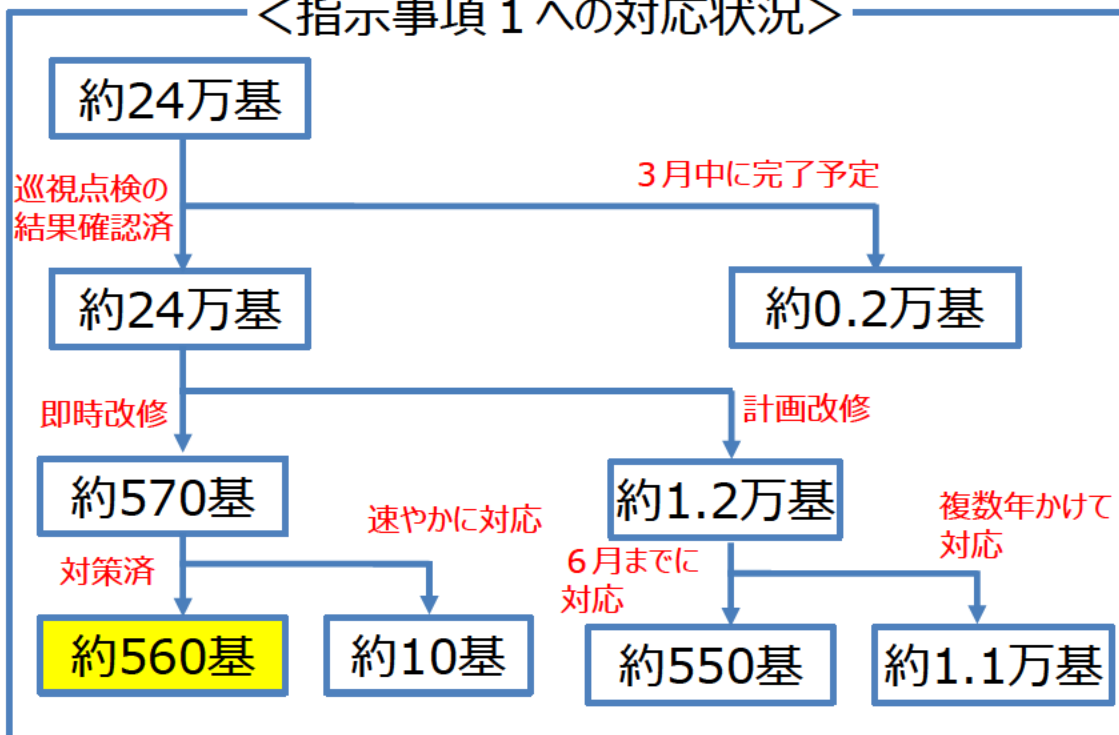 <指示事項１への対応状況>
約24万基
巡視点検の
結果確認済
３月中に完了予定
約24万基
約0.2万基
即時改修
計画改修
約570基
約1.2万基
対策済
速やかに対応
６月までに
対応
複数年かけて
対応
約560基
約10基
約550基
約1.1万基